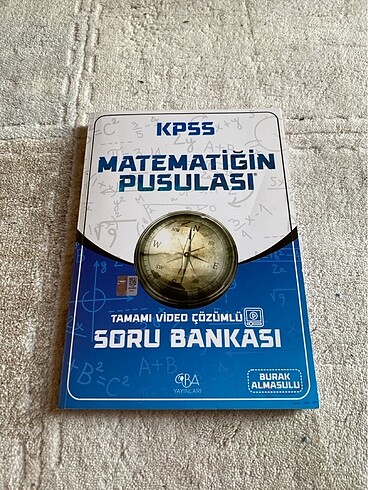 KPSS
MATEMATİĞİN
PUSULASI
TAMAMI VİDEO ÇÖZÜMLÜ
SORU BANKASI
CBA
YAYINLARI
BURAK
ALMASULU